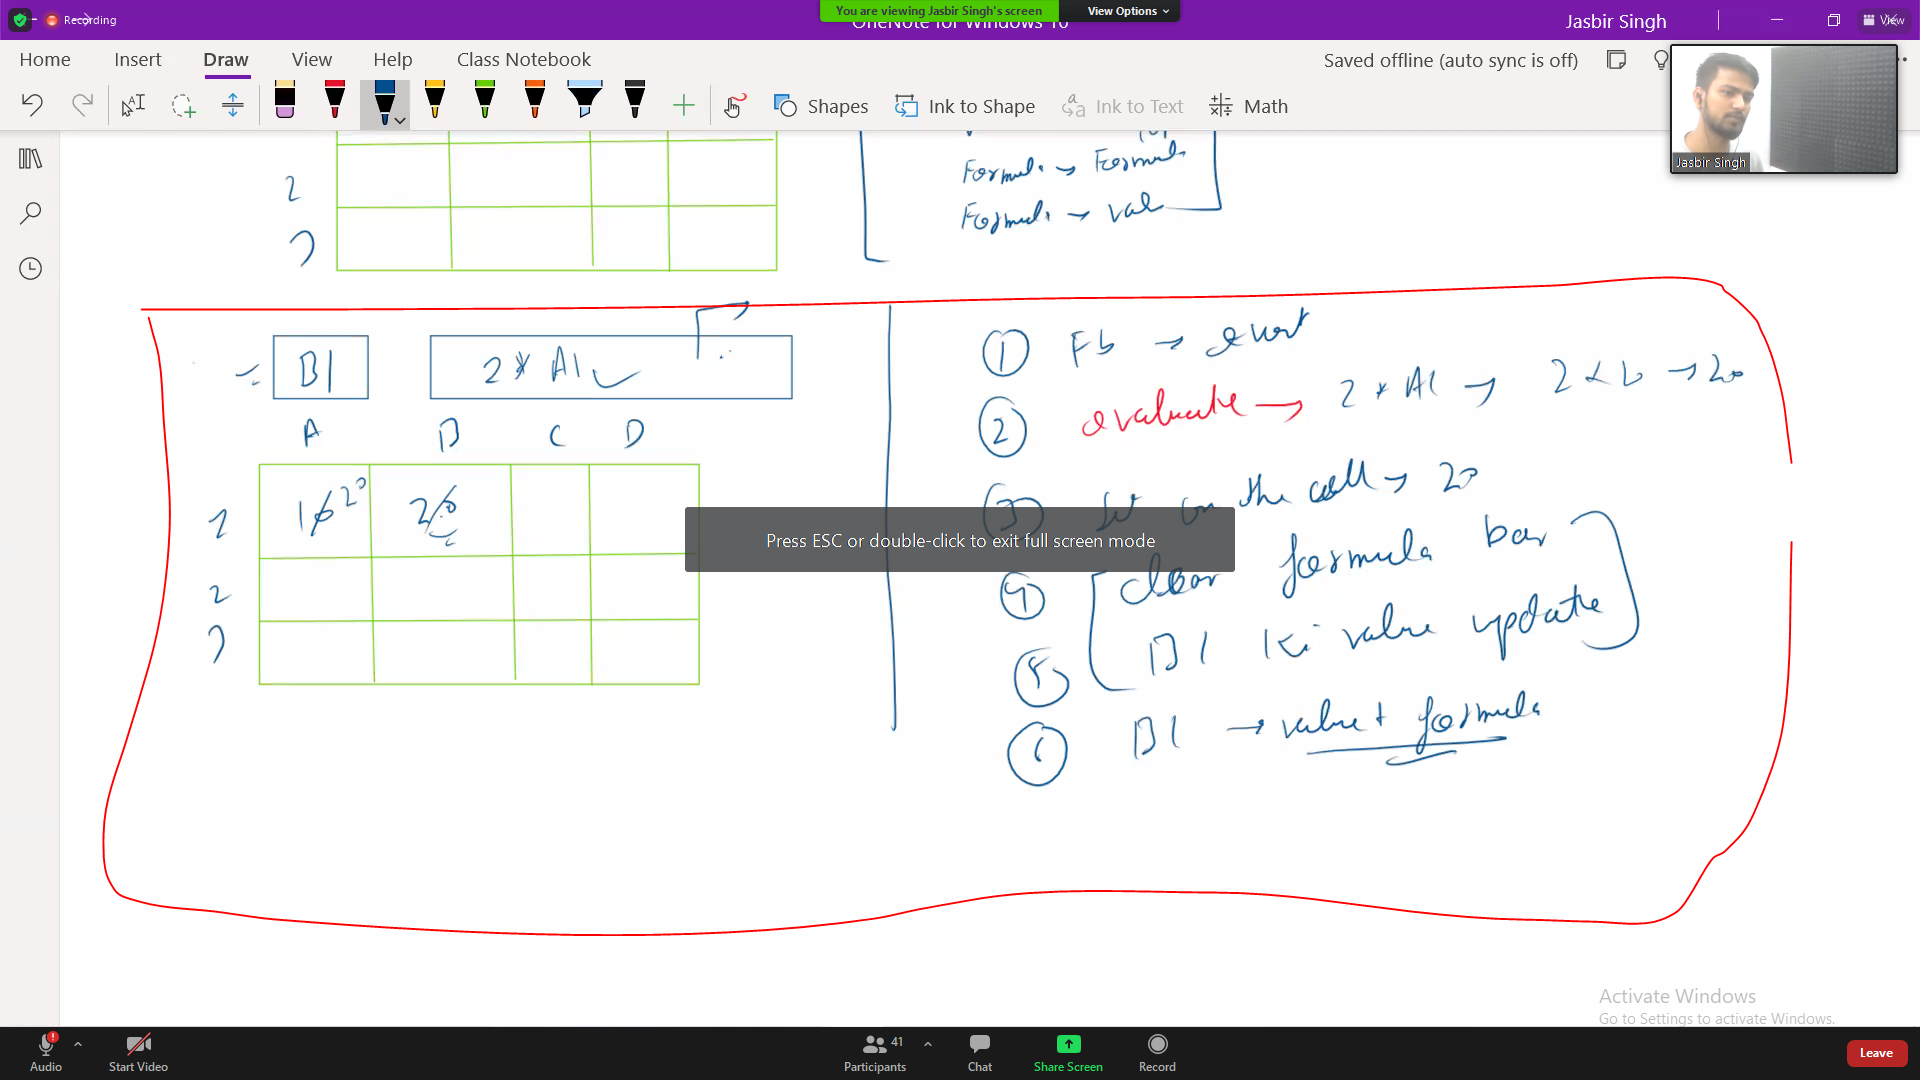 Recording
You are viewing Jasbir Singh's screen
View Options
OneNote for Windows 10
Jasbir Singh
View
Home
Insert
Draw
View
Help
Class Notebook
Saved offline (auto sync is off)
Shapes
Ink to Shape
Ink to Text
Math
Jasbir Singh
Formula → Formula
2
Formula → val
3
B1
2 * A1
A B C D
1 10 20 20
2
3
① Fb → event
② evaluate → 2 * A1 → 2 * 10 → 20
③ set on the cell → 20
Press ESC or double-click to exit full screen mode
④ clear formula bar
⑤ B1 ki value update
⑥ B1 → value + formula
Activate Windows
Go to Settings to activate Windows.
Audio
Start Video
Participants
41
Chat
Share Screen
Record
Leave